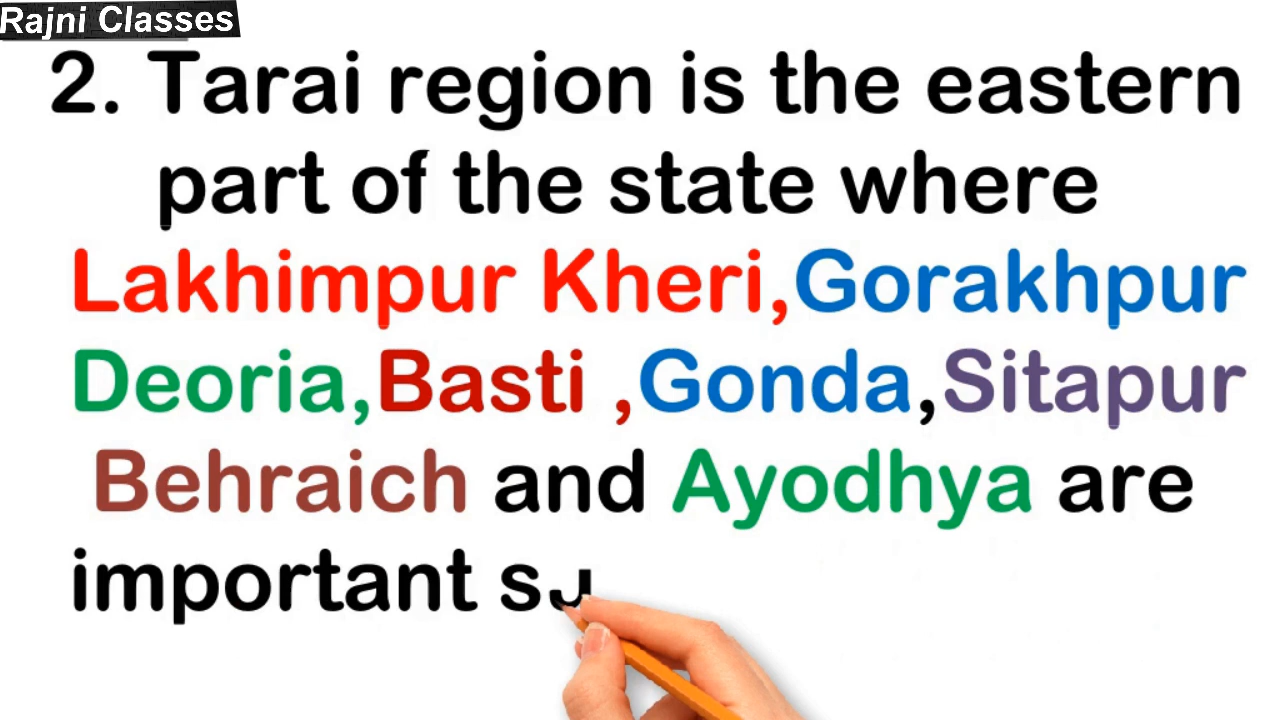 Rajni Classes
2. Tarai region is the eastern
part of the state where
Lakhimpur Kheri,Gorakhpur
Deoria,Basti ,Gonda,Sitapur
Behraich and Ayodhya are
important